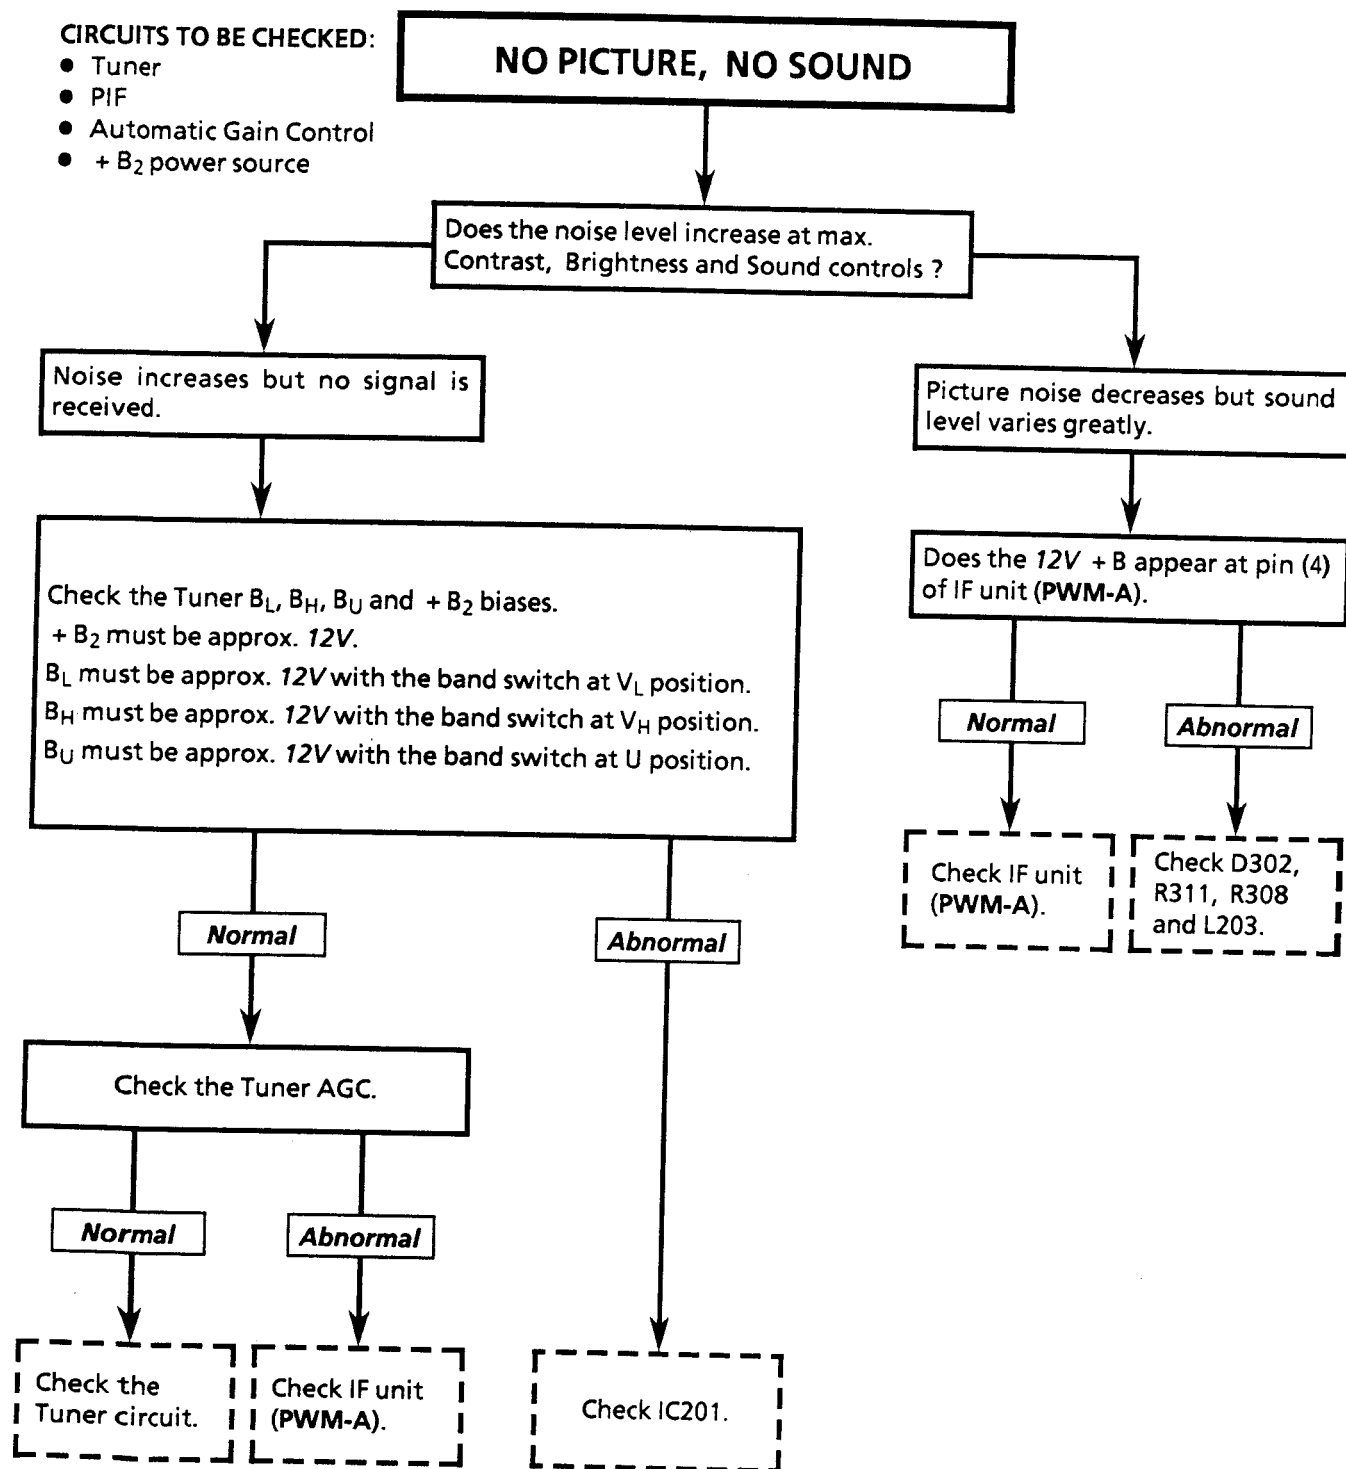 CIRCUITS TO BE CHECKED:
● Tuner
● PIF
● Automatic Gain Control
● + B2 power source
NO PICTURE, NO SOUND
Does the noise level increase at max.
Contrast, Brightness and Sound controls ?
Noise increases but no signal is
received.
Picture noise decreases but sound
level varies greatly.
Check the Tuner BL, BH, BU and + B2 biases.
+ B2 must be approx. 12V.
BL must be approx. 12V with the band switch at VL position.
BH must be approx. 12V with the band switch at VH position.
BU must be approx. 12V with the band switch at U position.
Does the 12V + B appear at pin (4)
of IF unit (PWM-A).
Normal
Abnormal
Check IF unit
(PWM-A).
Check D302,
R311, R308
and L203.
Normal
Abnormal
Check the Tuner AGC.
Normal
Abnormal
Check the
Tuner circuit.
Check IF unit
(PWM-A).
Check IC201.